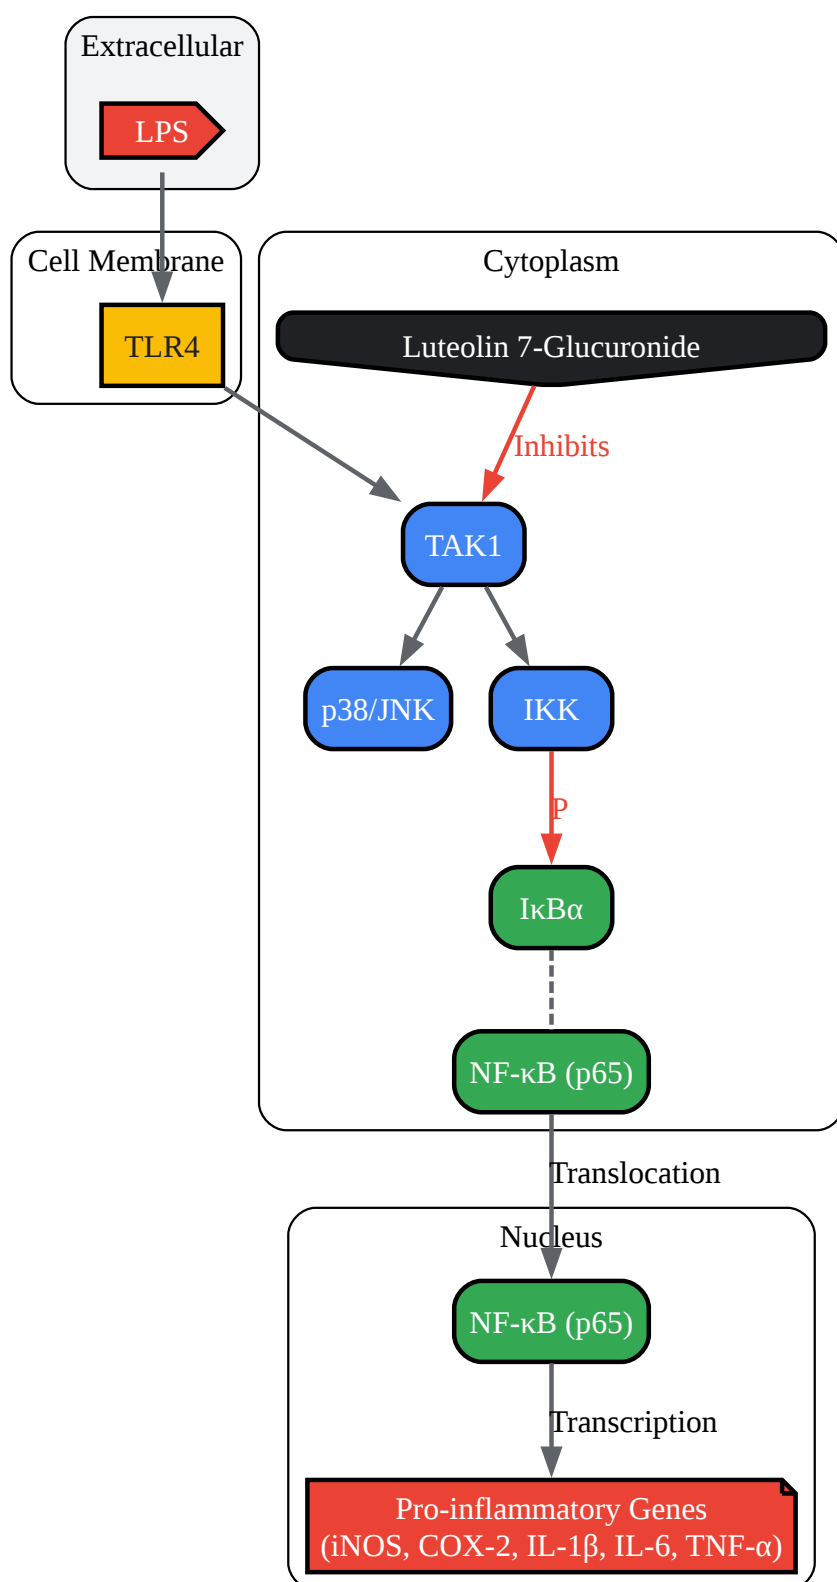 Extracellular
LPS
Cell Membrane
Cytoplasm
TLR4
Luteolin 7-Glucuronide
Inhibits
TAK1
p38/JNK
IKK
P
IκBα
NF-κB (p65)
Translocation
Nucleus
NF-κB (p65)
Transcription
Pro-inflammatory Genes
(iNOS, COX-2, IL-1β, IL-6, TNF-α)